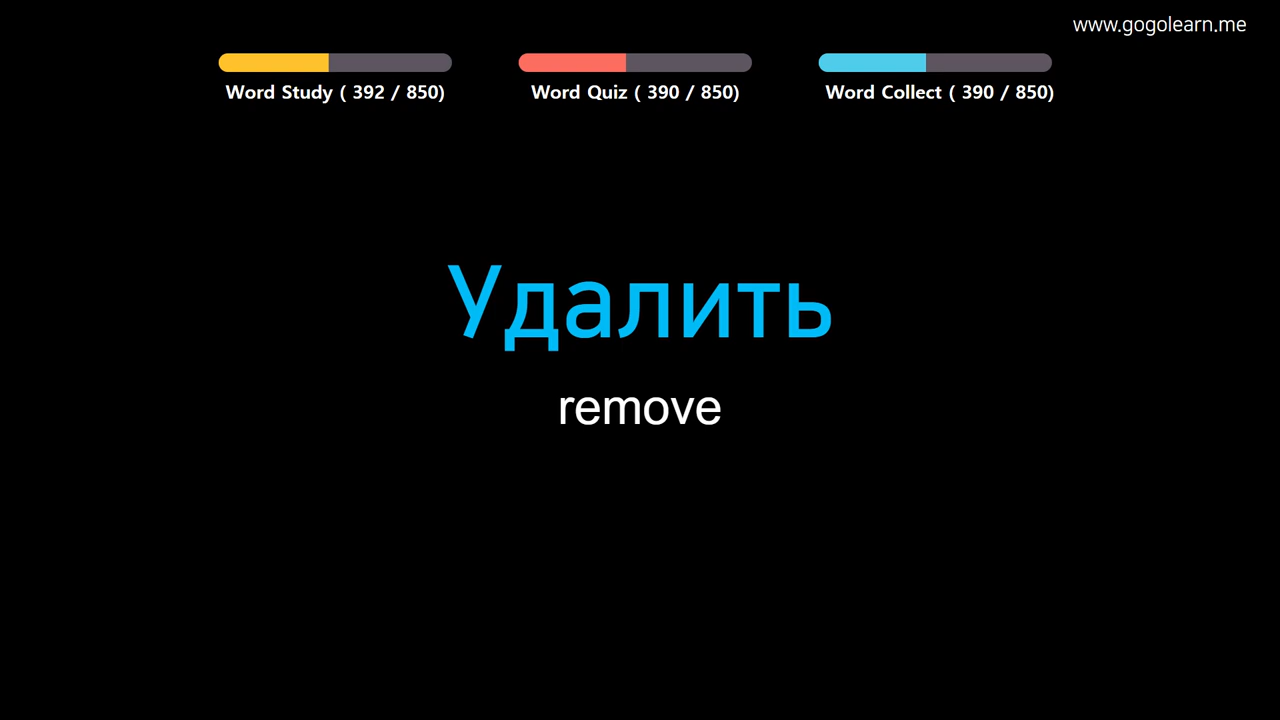 www.gogolearn.me
Word Study ( 392 / 850)
Word Quiz ( 390 / 850)
Word Collect ( 390 / 850)
Удалить
remove